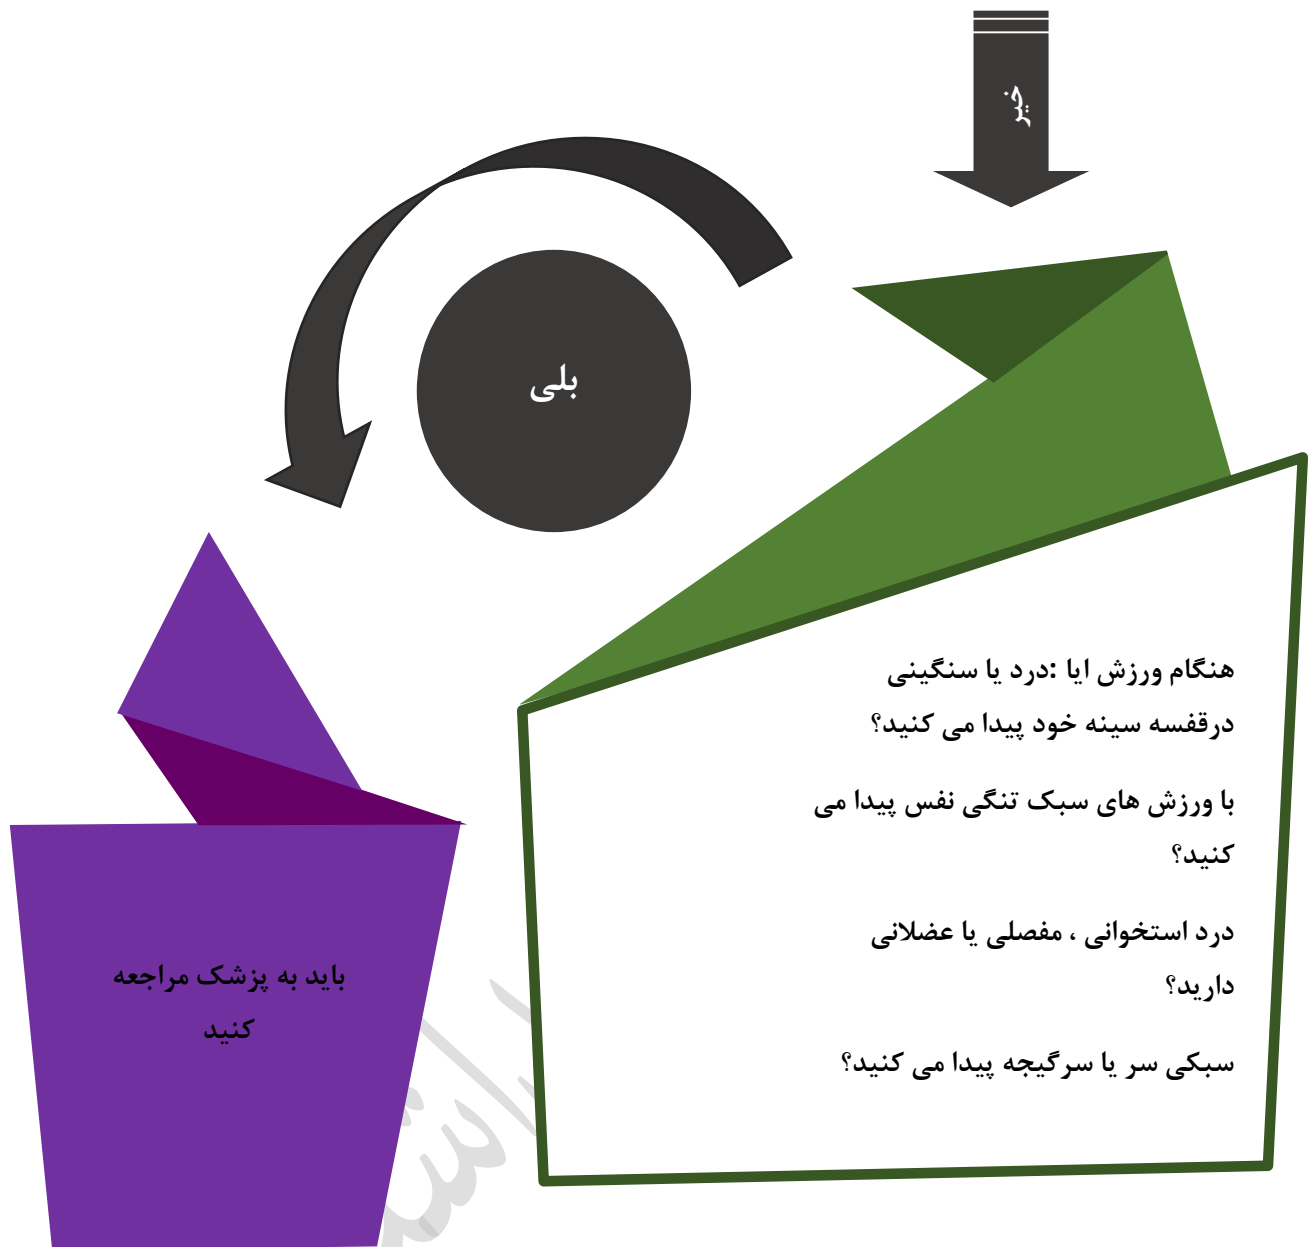 خیر
بلی
هنگام ورزش ایا :درد یا سنگینی
درقفسه سینه خود پیدا می کنید؟
با ورزش های سبک تنگی نفس پیدا می
کنید؟
درد استخوانی ، مفصلی یا عضلانی
دارید؟
سبکی سر یا سرگیجه پیدا می کنید؟
باید به پزشک مراجعه
کنید